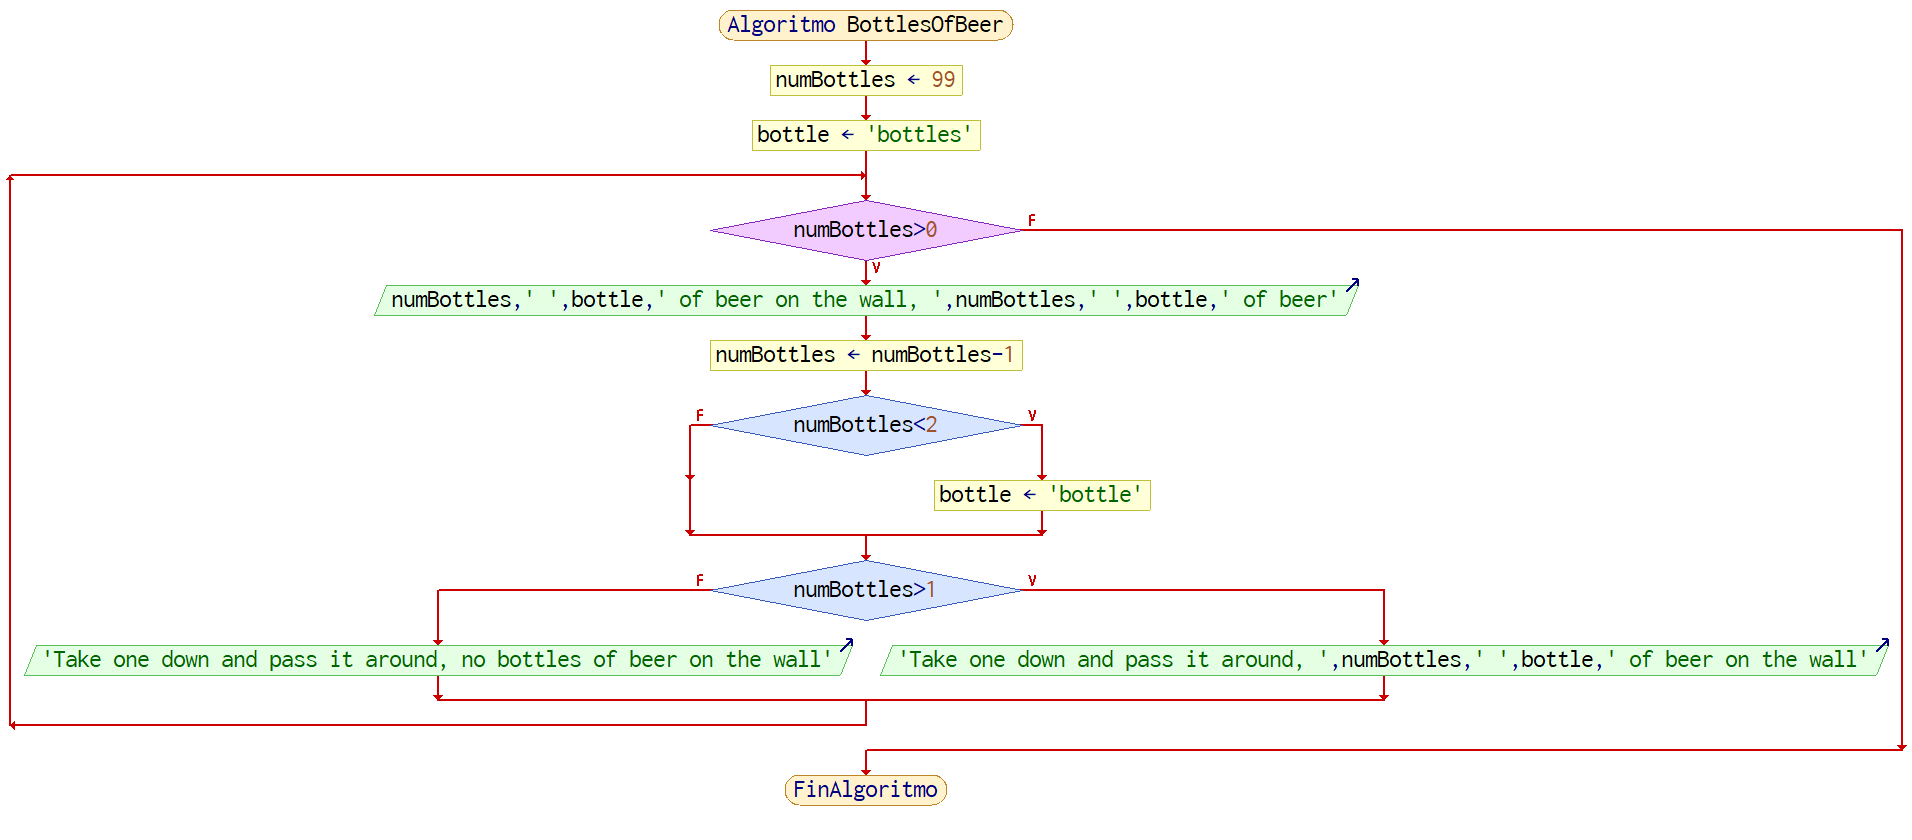 Algoritmo BottlesOfBeer
numBottles ← 99
bottle ← 'bottles'
numBottles>0
F
V
numBottles,' ',bottle,' of beer on the wall, ',numBottles,' ',bottle,' of beer'
numBottles ← numBottles-1
F
numBottles<2
V
bottle ← 'bottle'
F
numBottles>1
V
'Take one down and pass it around, no bottles of beer on the wall'
'Take one down and pass it around, ',numBottles,' ',bottle,' of beer on the wall'
FinAlgoritmo